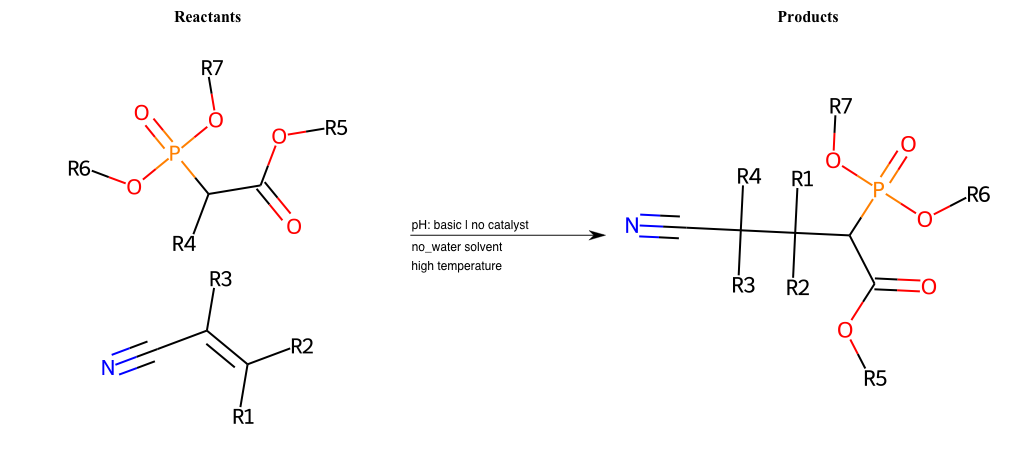 Reactants
Products
R7
O
O
R5
P
O
R6
O
O
R4
R3
N
R2
R1
pH: basic | no catalyst
no_water solvent
high temperature
R7
O
O
R4
R1
P
R6
O
N
R3
R2
O
O
R5